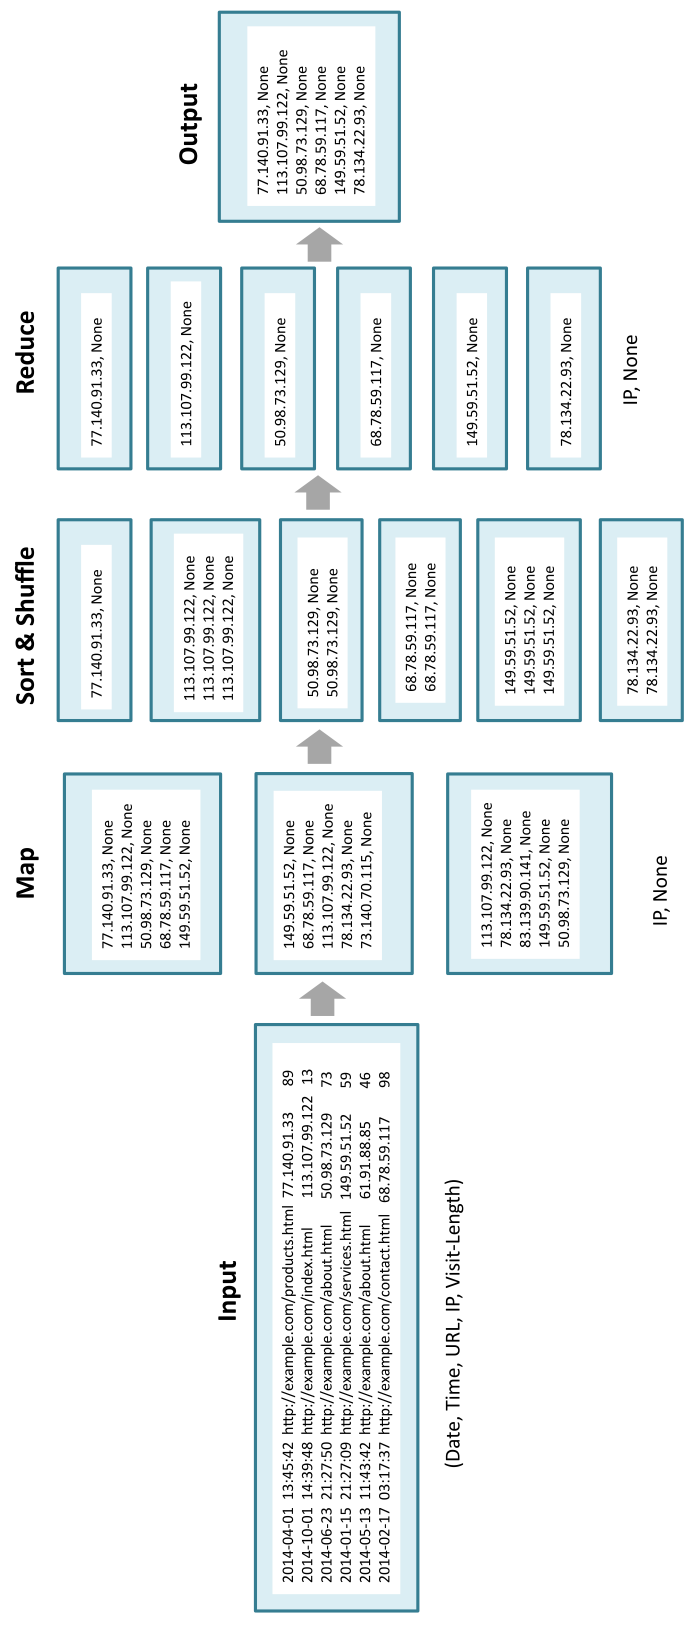 Input
2014-04-01 13:45:42 http://example.com/products.html 77.140.91.33 89
2014-10-01 14:39:48 http://example.com/index.html 113.107.99.122 13
2014-06-23 21:27:50 http://example.com/about.html 50.98.73.129 73
2014-01-15 21:27:09 http://example.com/services.html 149.59.51.52 59
2014-05-13 11:43:42 http://example.com/about.html 61.91.88.85 46
2014-02-17 03:17:37 http://example.com/contact.html 68.78.59.117 98
(Date, Time, URL, IP, Visit-Length)
Map
77.140.91.33, None
113.107.99.122, None
50.98.73.129, None
68.78.59.117, None
149.59.51.52, None
149.59.51.52, None
68.78.59.117, None
113.107.99.122, None
78.134.22.93, None
73.140.70.115, None
113.107.99.122, None
78.134.22.93, None
83.139.90.141, None
149.59.51.52, None
50.98.73.129, None
IP, None
Sort & Shuffle
77.140.91.33, None
113.107.99.122, None
113.107.99.122, None
113.107.99.122, None
50.98.73.129, None
50.98.73.129, None
68.78.59.117, None
68.78.59.117, None
149.59.51.52, None
149.59.51.52, None
149.59.51.52, None
78.134.22.93, None
78.134.22.93, None
Reduce
77.140.91.33, None
113.107.99.122, None
50.98.73.129, None
68.78.59.117, None
149.59.51.52, None
78.134.22.93, None
IP, None
Output
77.140.91.33, None
113.107.99.122, None
50.98.73.129, None
68.78.59.117, None
149.59.51.52, None
78.134.22.93, None